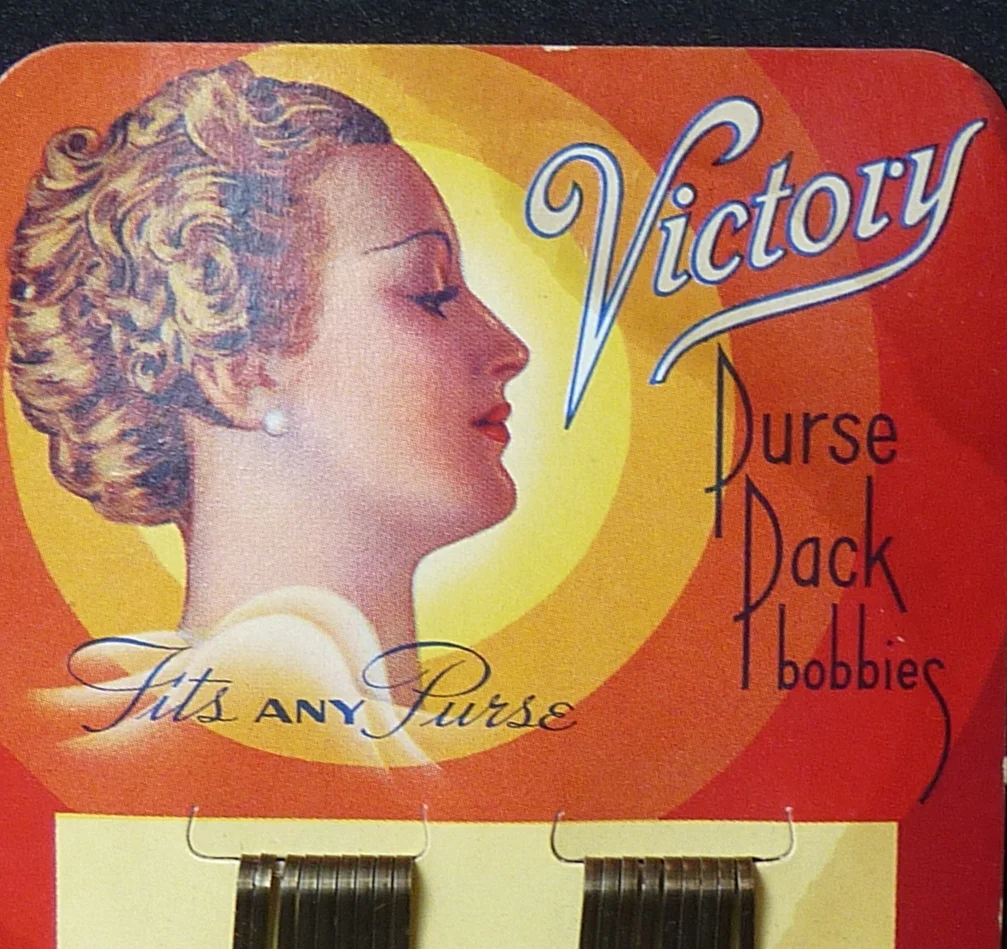 Victory
Purse
Pack
bobbies
Fits ANY Purse